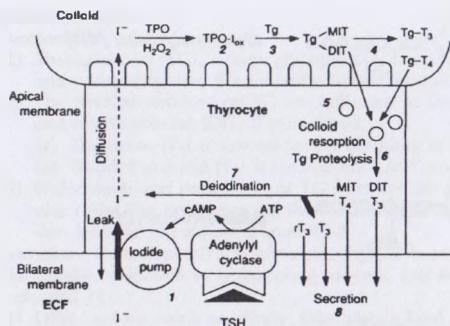 Colloid
TPO
H₂O₂
TPO-Iox
2
Tg
3
Tg
MIT
DIT
4
Tg-T₃
Tg-T₄
Apical
membrane
Thyrocyte
5
Colloid
resorption
6
Tg Proteolysis
Diffusion
7
Deiodination
MIT
DIT
T₄
T₃
rT₃
T₃
Leak
cAMP
ATP
Iodide
pump
Adenylyl
cyclase
Bilateral
membrane
ECF
1
TSH
Secretion
8